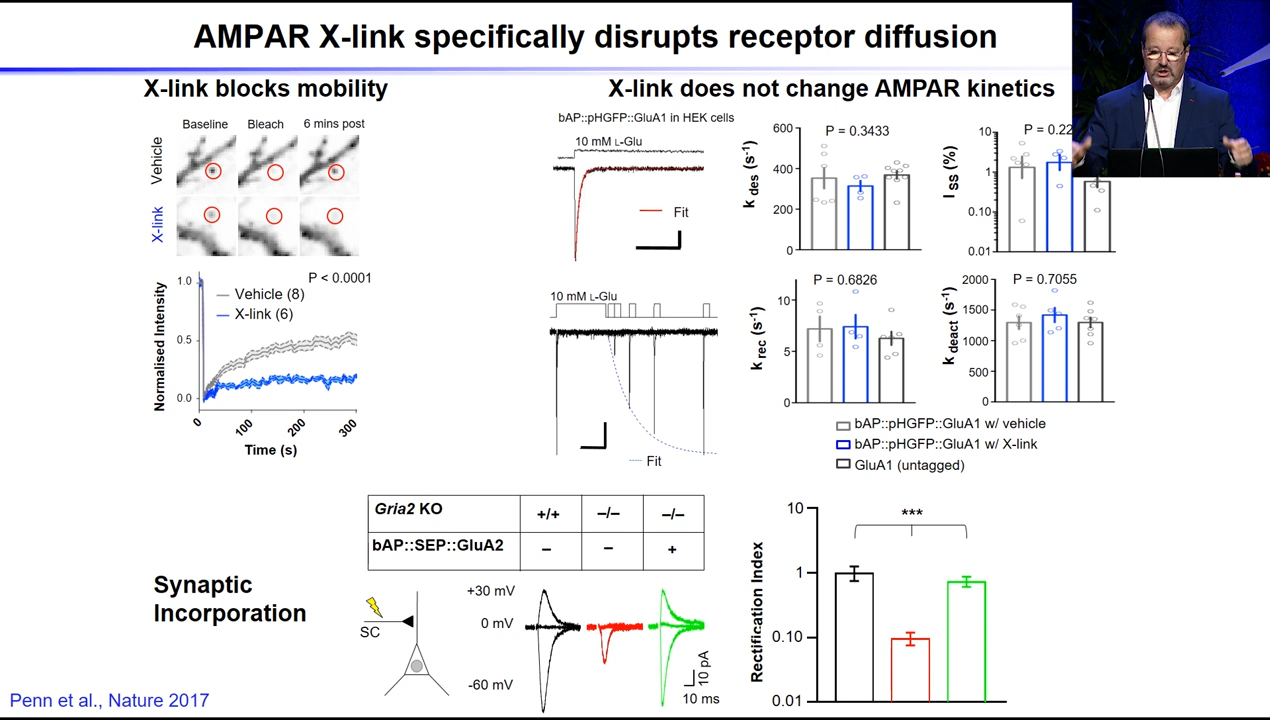 AMPAR X-link specifically disrupts receptor diffusion
X-link blocks mobility
X-link does not change AMPAR kinetics
Baseline Bleach 6 mins post
Vehicle
X-link
P < 0.0001
Vehicle (8)
X-link (6)
Normalised Intensity
1.0
0.5
0.0
0 100 200 300
Time (s)
bAP::pHGFP::GluA1 in HEK cells
10 mM L-Glu
Fit
10 mM L-Glu
Fit
P = 0.3433
k des (s-1)
600
400
200
0
P = 0.22
I SS (%)
10
1
0.10
0.01
P = 0.6826
k rec (s-1)
10
5
0
P = 0.7055
k deact (s-1)
2000
1500
1000
500
0
bAP::pHGFP::GluA1 w/ vehicle
bAP::pHGFP::GluA1 w/ X-link
GluA1 (untagged)
Gria2 KO +/+ –/– –/–
bAP::SEP::GluA2 – – +
Synaptic
Incorporation
SC
+30 mV
0 mV
-60 mV
10 pA
10 ms
Rectification Index
10
1
0.10
0.01
***
Penn et al., Nature 2017